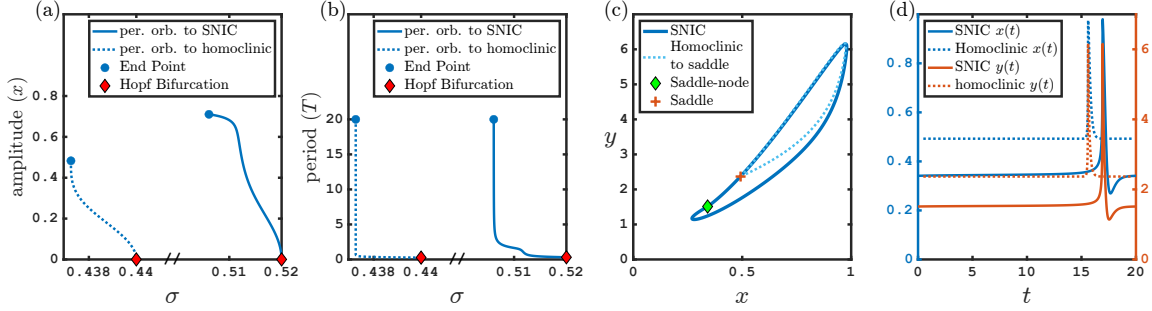 (a)
per. orb. to SNIC
per. orb. to homoclinic
End Point
Hopf Bifurcation
amplitude (x)
0.8
0.6
0.4
0.2
0
0.438
0.44
0.51
0.52
σ
(b)
per. orb. to SNIC
per. orb. to homoclinic
End Point
Hopf Bifurcation
period (T)
20
15
10
5
0
0.438
0.44
0.51
0.52
σ
(c)
SNIC
Homoclinic
to saddle
Saddle-node
Saddle
y
6
5
4
3
2
1
0
0
0.5
1
x
(d)
SNIC x(t)
Homoclinic x(t)
SNIC y(t)
homoclinic y(t)
1
0.8
0.6
0.4
0.2
0
6
4
2
0
0
5
10
15
20
t